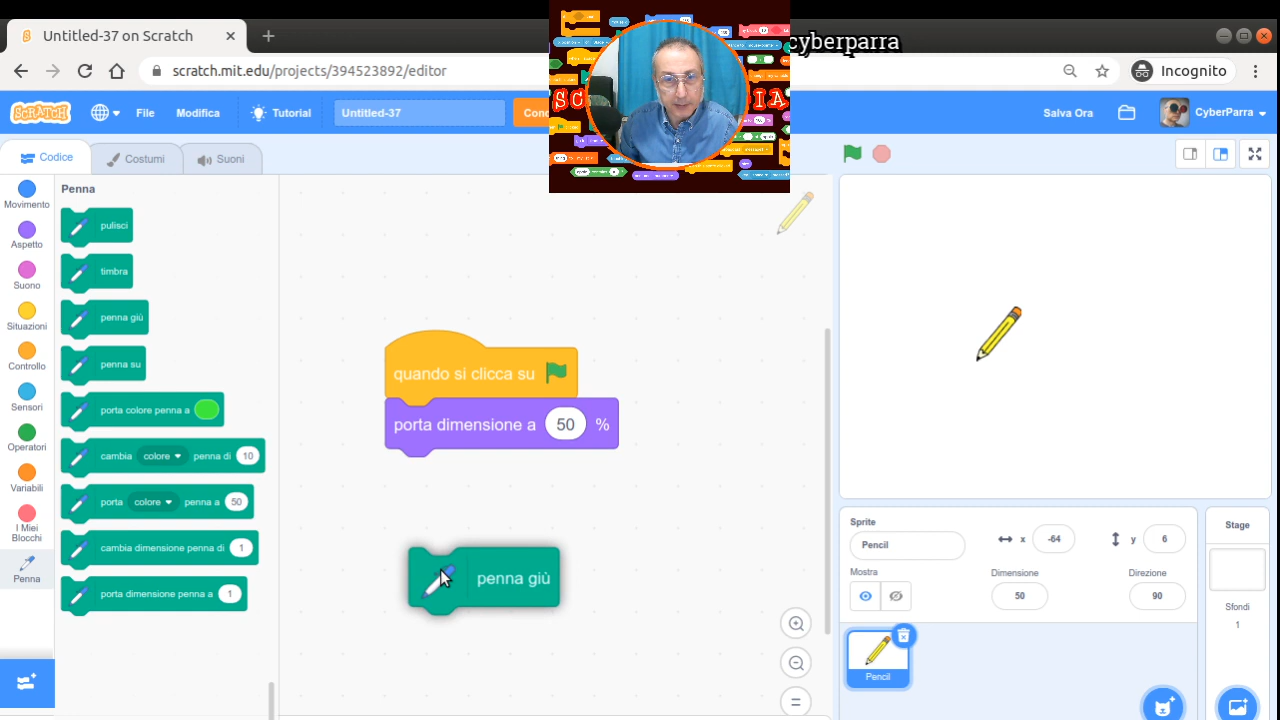 Untitled-37 on Scratch
cyberparra
scratch.mit.edu/projects/394523892/editor
Incognito
SCRATCH
File
Modifica
Tutorial
Untitled-37
CyberParra
Codice
Costumi
Suoni
Movimento
Aspetto
Suono
Situazioni
Controllo
Sensori
Operatori
Variabili
I Miei Blocchi
Penna
Penna
pulisci
timbra
penna giù
penna su
porta colore penna a
cambia colore penna di 10
porta colore penna a 50
cambia dimensione penna di 1
porta dimensione penna a 1
quando si clicca su
porta dimensione a 50 %
penna giù
Sprite
Pencil
x -64
y 6
Mostra
Dimensione
50
Direzione
90
Pencil
Stage
Sfondi
1